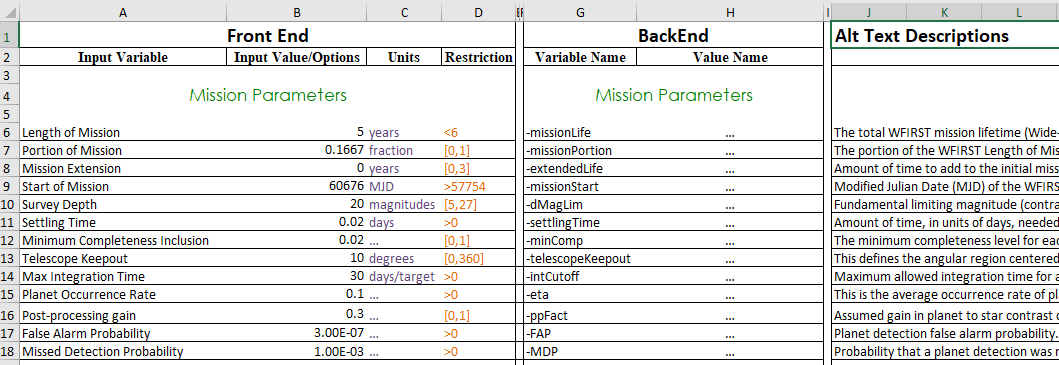 A B C D E F G H I J K L
1 Front End BackEnd Alt Text Descriptions
2 Input Variable Input Value/Options Units Restriction Variable Name Value Name
3
4 Mission Parameters Mission Parameters
5
6 Length of Mission 5 years <6 -missionLife ... The total WFIRST mission lifetime (Wide-
7 Portion of Mission 0.1667 fraction [0,1] -missionPortion ... The portion of the WFIRST Length of Mis
8 Mission Extension 0 years [0,3] -extendedLife ... Amount of time to add to the initial miss
9 Start of Mission 60676 MJD >57754 -missionStart ... Modified Julian Date (MJD) of the WFIRS
10 Survey Depth 20 magnitudes [5,27] -dMagLim ... Fundamental limiting magnitude (contra
11 Settling Time 0.02 days >0 -settlingTime ... Amount of time, in units of days, needed
12 Minimum Completeness Inclusion 0.02 ... [0,1] -minComp ... The minimum completeness level for eac
13 Telescope Keepout 10 degrees [0,360] -telescopeKeepout ... This defines the angular region centered
14 Max Integration Time 30 days/target >0 -intCutoff ... Maximum allowed integration time for a
15 Planet Occurrence Rate 0.1 ... >0 -eta ... This is the average occurrence rate of pl
16 Post-processing gain 0.3 ... [0,1] -ppFact ... Assumed gain in planet to star contrast
17 False Alarm Probability 3.00E-07 ... >0 -FAP ... Planet detection false alarm probability.
18 Missed Detection Probability 1.00E-03 ... >0 -MDP ... Probability that a planet detection was